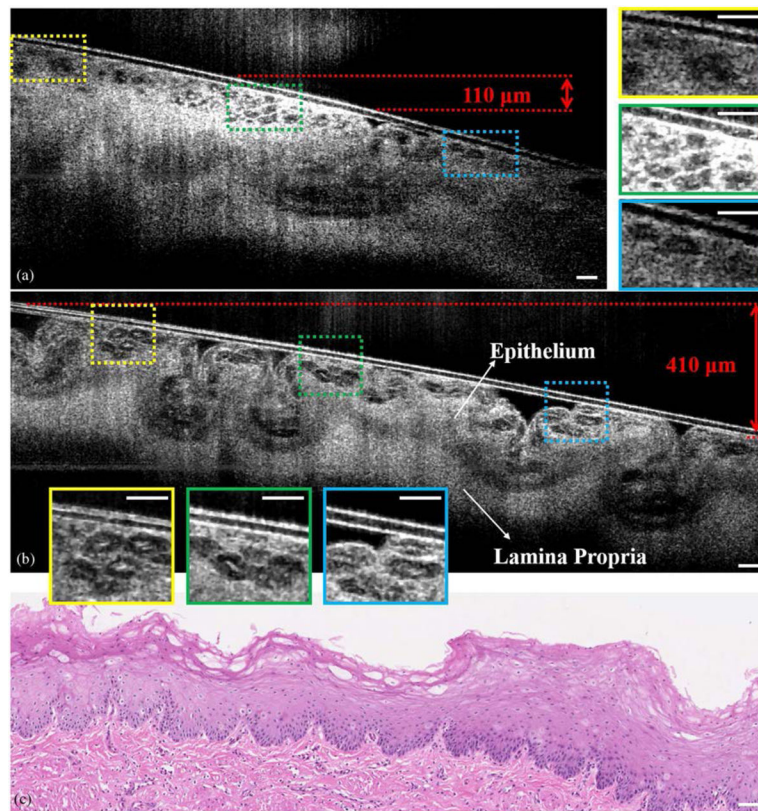 110 μm
(a)
Epithelium
410 μm
Lamina Propria
(b)
(c)